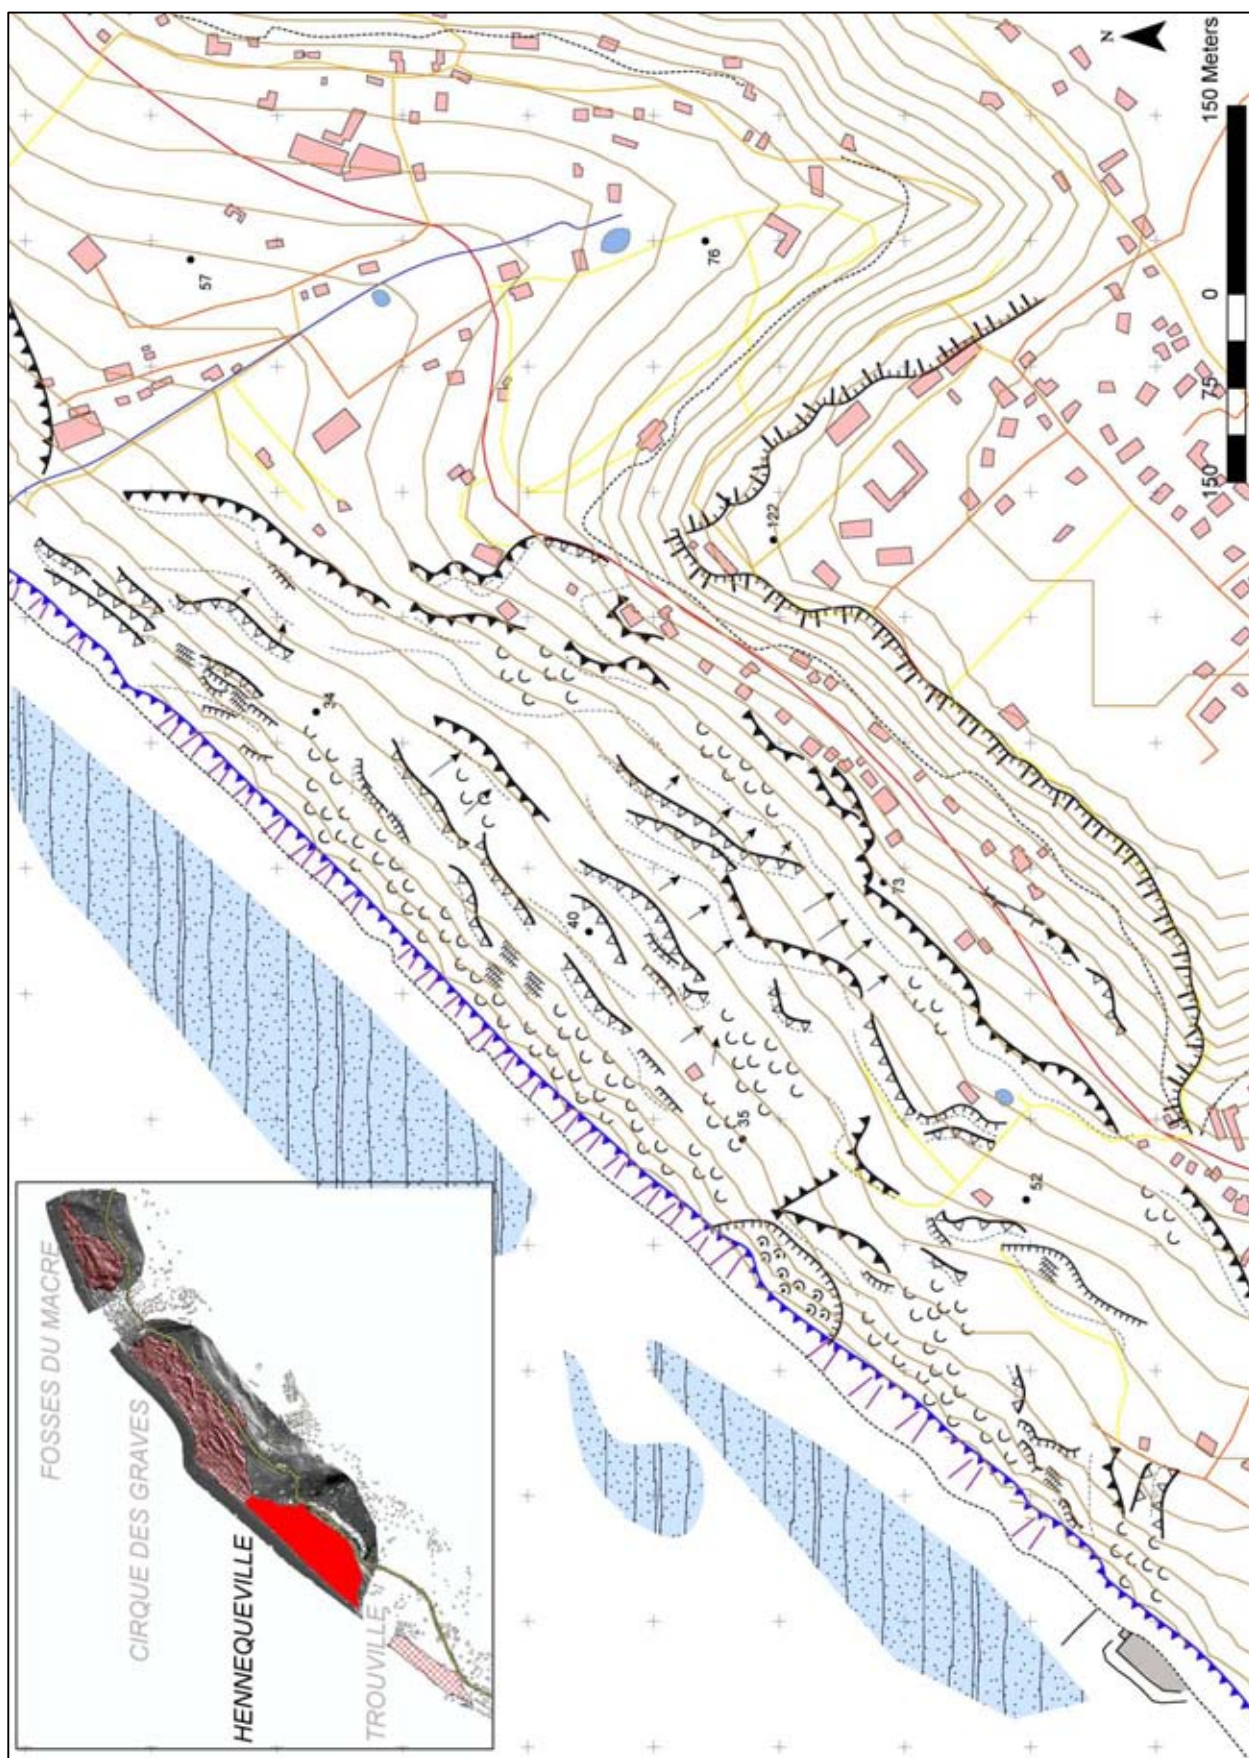 FOSSES DU MACRE
CIRQUE DES GRAVES
HENNEQUEVILLE
TROUVILLE
N
150 75 0 150 Meters
57
76
122
34
40
73
35
52